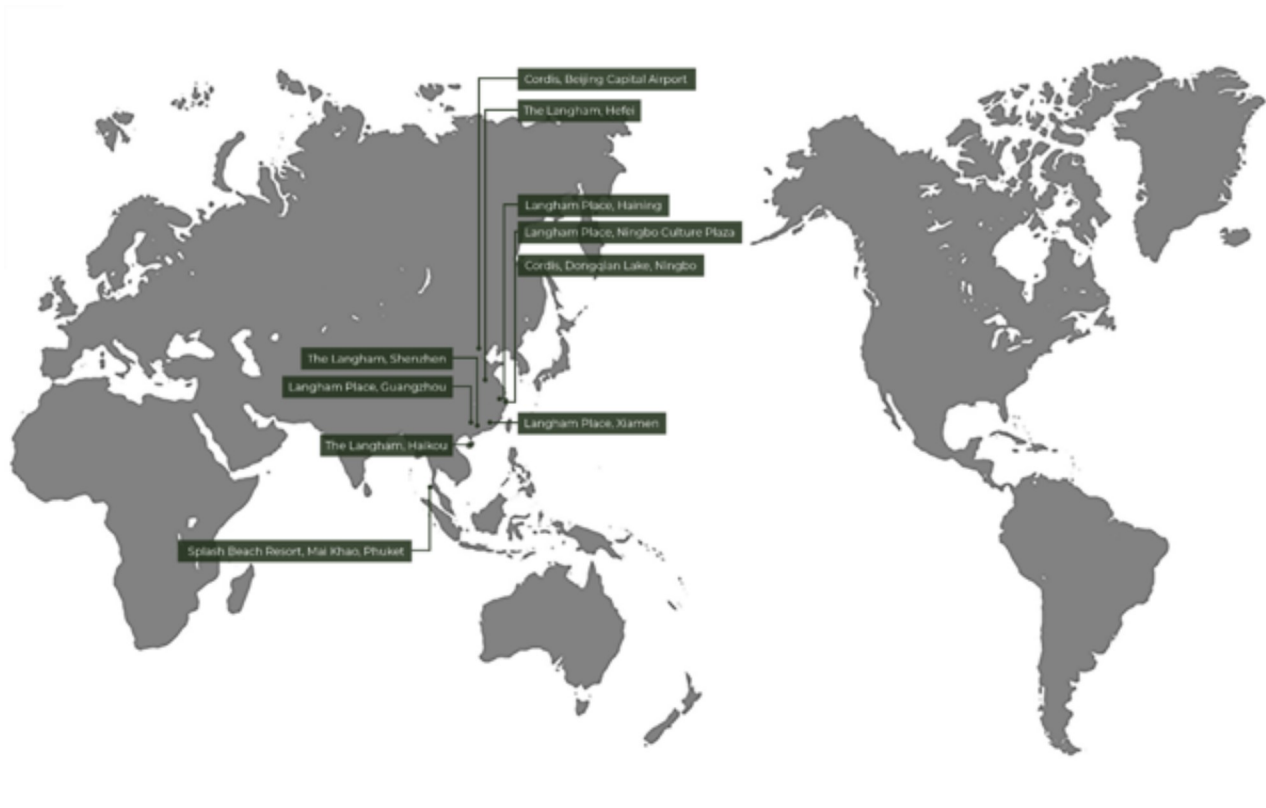 Cordis, Beijing Capital Airport
The Langham, Hefei
Langham Place, Haining
Langham Place, Ningbo Culture Plaza
Cordis, Dongqian Lake, Ningbo
The Langham, Shenzhen
Langham Place, Guangzhou
Langham Place, Xiamen
The Langham, Haikou
Splash Beach Resort, Mai Khao, Phuket